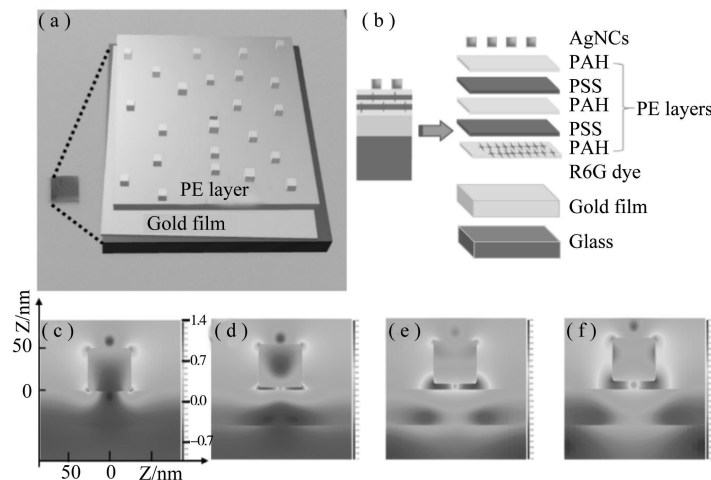 ( a )
PE layer
Gold film
( b )
AgNCs
PAH
PSS
PAH
PSS
PAH
PE layers
R6G dye
Gold film
Glass
Z/nm
50
0
( c )
1.4
0.7
0.0
-0.7
( d )
( e )
( f )
50
0
Z/nm